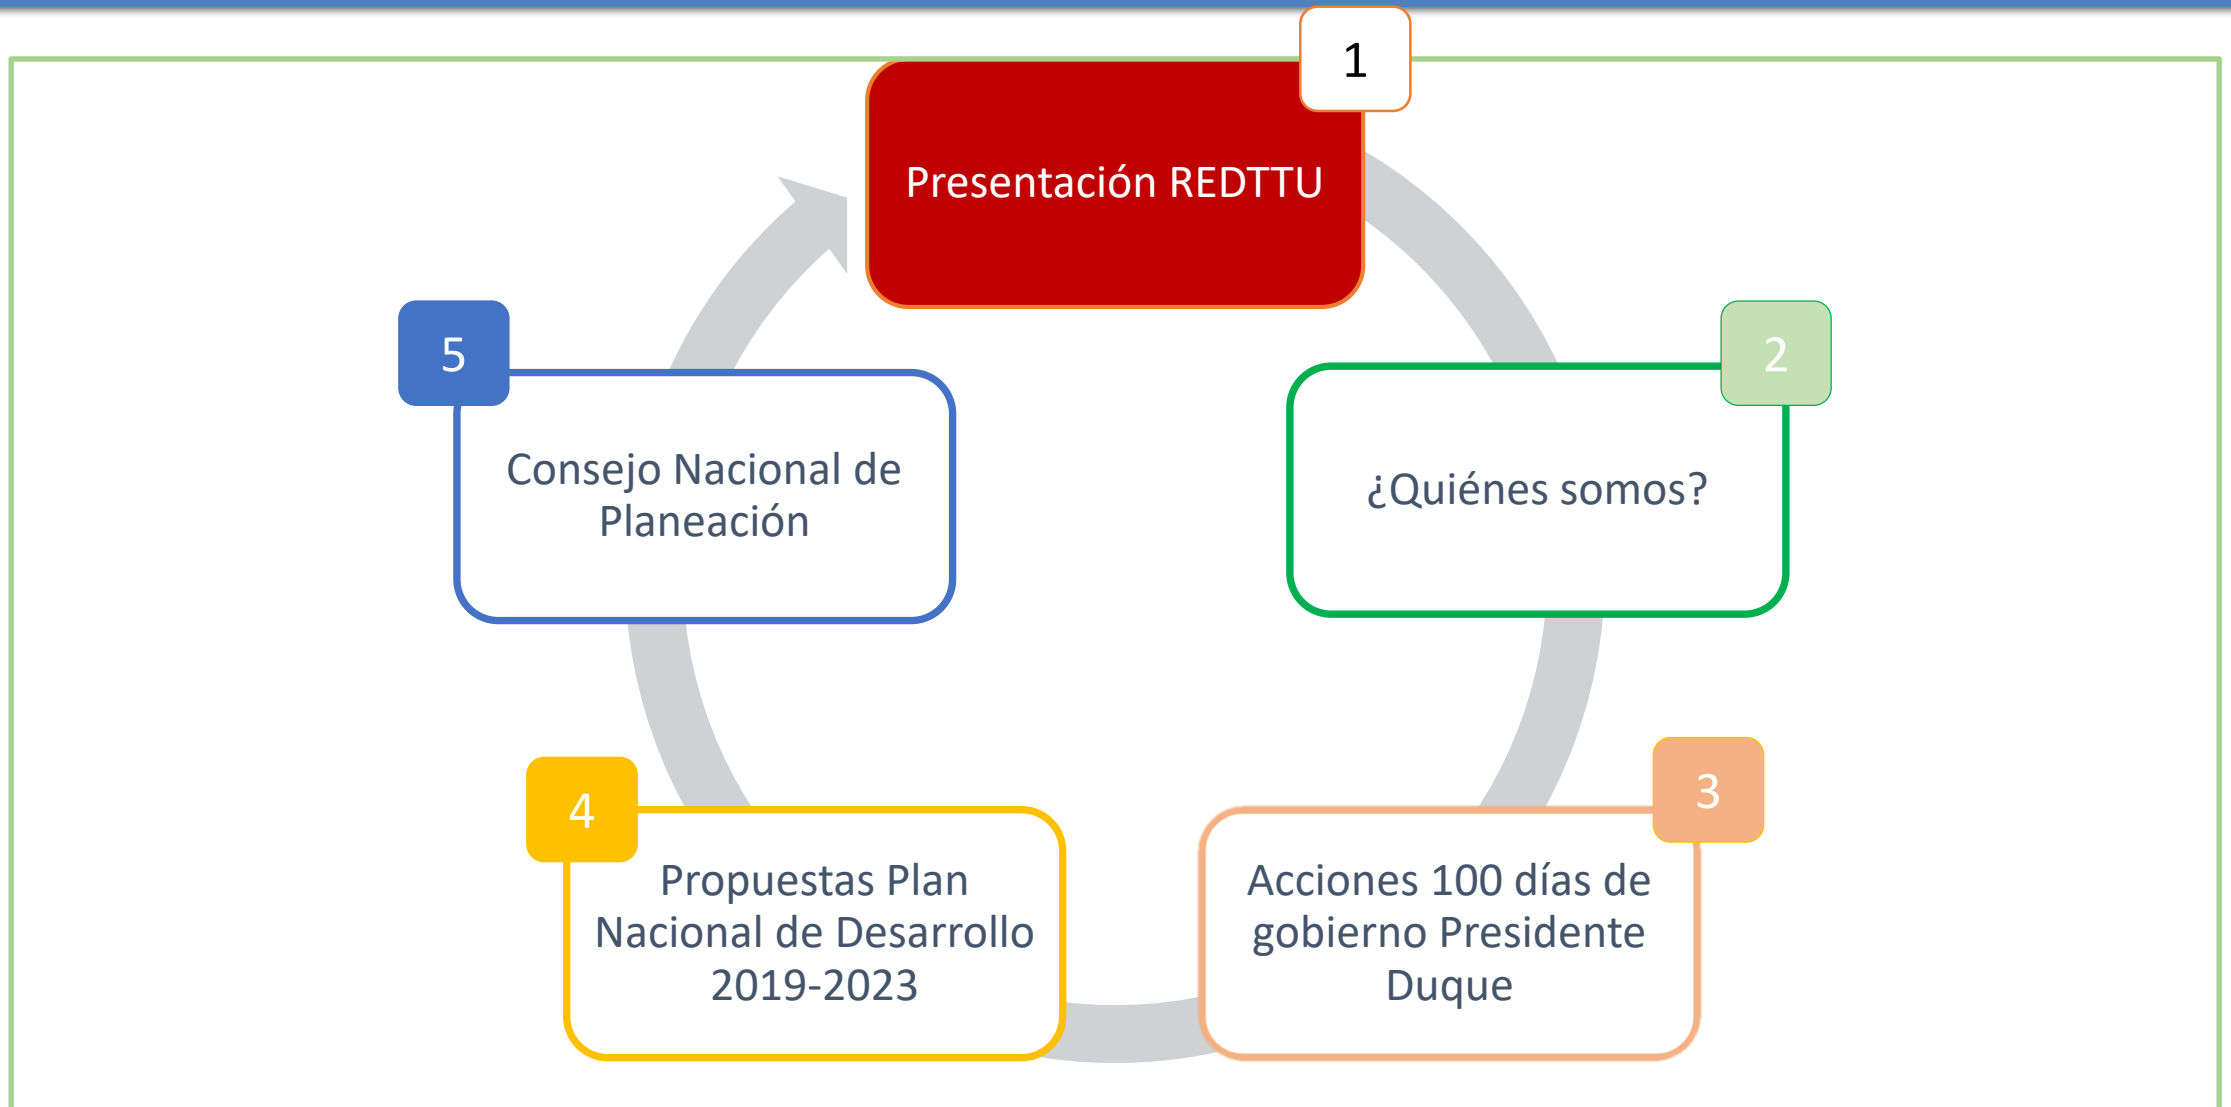 1
Presentación REDTTU
2
¿Quiénes somos?
3
Acciones 100 días de
gobierno Presidente
Duque
4
Propuestas Plan
Nacional de Desarrollo
2019-2023
5
Consejo Nacional de
Planeación